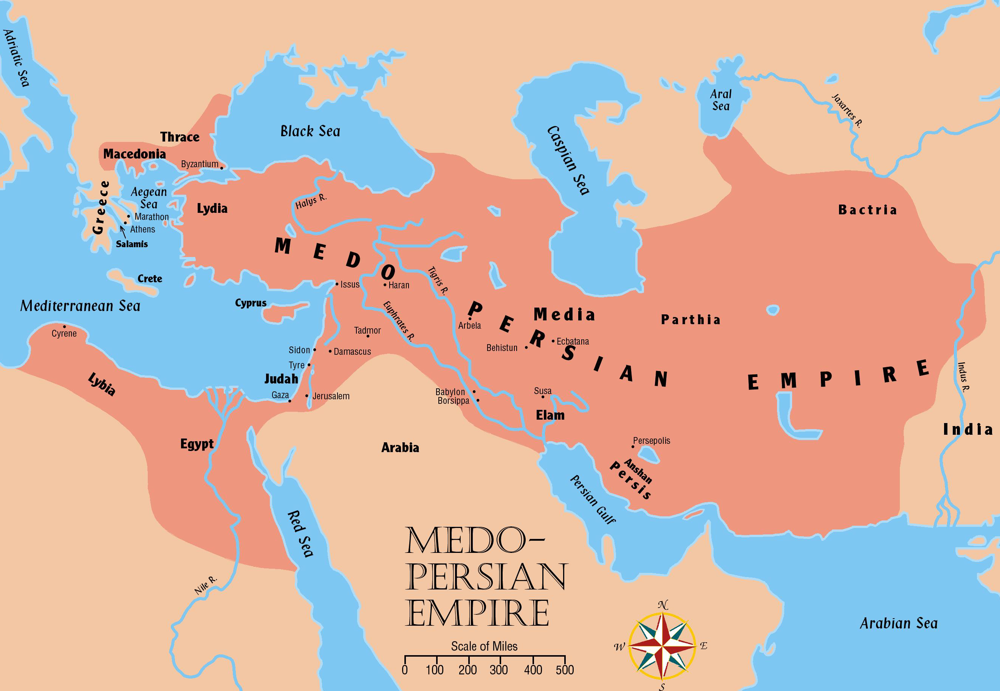 Adriatic Sea
Black Sea
Aral
Sea
Jaxartes R.
Caspian Sea
Thrace
Macedonia
Byzantium
Greece
Aegean
Sea
Lydia
Halys R.
Marathon
Athens
Salamis
Bactria
MEDO
PERSIAN
EMPIRE
Crete
Issus
Haran
Tigris R.
Mediterranean Sea
Cyprus
Euphrates R.
Media
Parthia
Cyrene
Tadmor
Arbela
Ecbatana
Behistun
Sidon
Damascus
Tyre
Lybia
Judah
Indus R.
Gaza
Jerusalem
Babylon
Borsippa
Susa
Elam
India
Egypt
Arabia
Persepolis
Anshan
Persis
Persian Gulf
Red Sea
Nile R.
MEDO-
PERSIAN
EMPIRE
Arabian Sea
Scale of Miles
0 100 200 300 400 500
N
W E
S